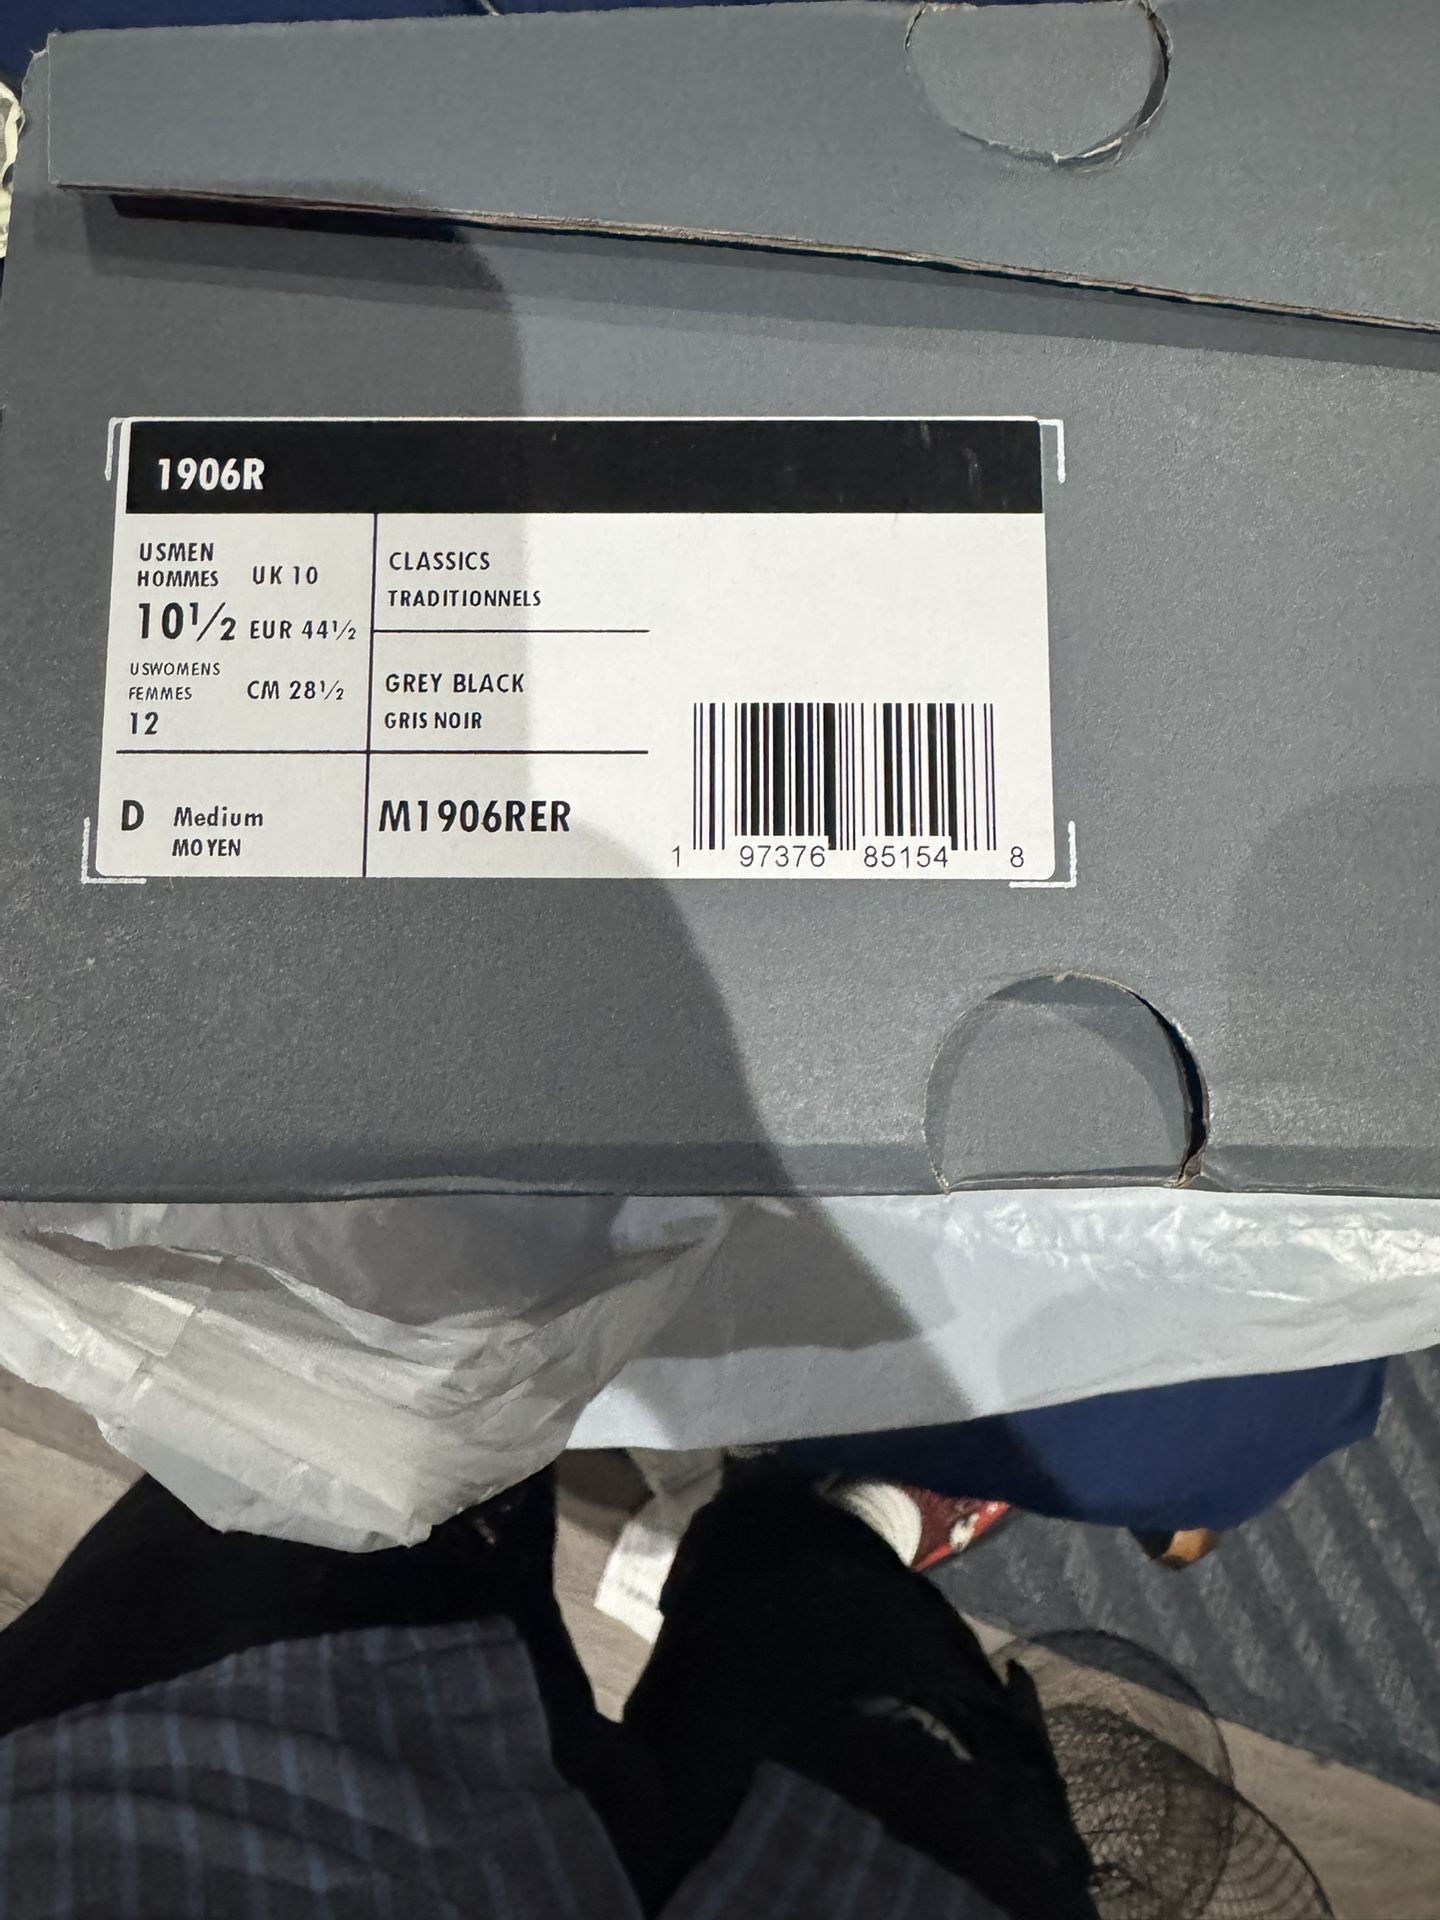 1906R
USMEN
HOMMES UK 10
10½ EUR 44½
USWOMENS
FEMMES CM 28½
12
CLASSICS
TRADITIONNELS
GREY BLACK
GRIS NOIR
D Medium
MOYEN
M1906RER
1 97376 85154 8